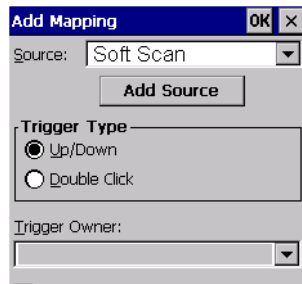 Add Mapping OK ×
Source: Soft Scan
Add Source
Trigger Type
Up/Down
Double Click
Trigger Owner: